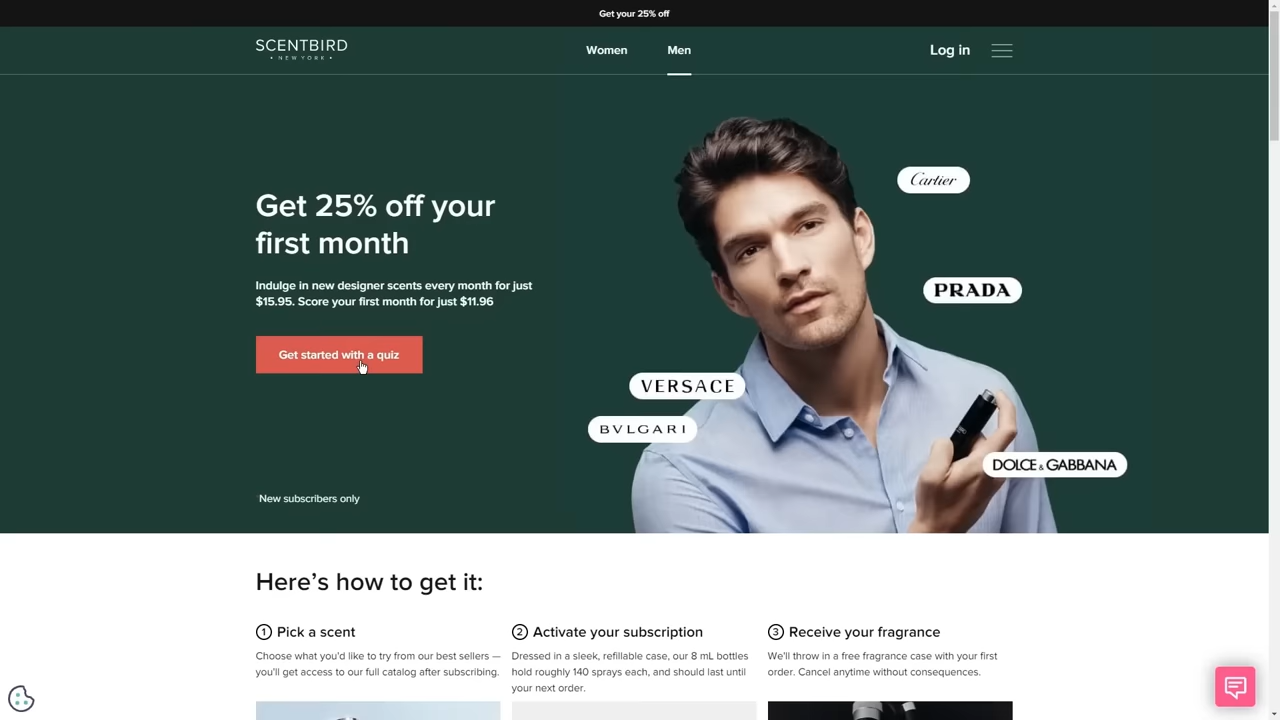 Get your 25% off
SCENTBIRD
• NEW YORK •
Women
Men
Log in
Get 25% off your
first month
Indulge in new designer scents every month for just
$15.95. Score your first month for just $11.96
Get started with a quiz
New subscribers only
Cartier
PRADA
VERSACE
BVLGARI
DOLCE & GABBANA
Here's how to get it:
1 Pick a scent
Choose what you'd like to try from our best sellers —
you'll get access to our full catalog after subscribing.
2 Activate your subscription
Dressed in a sleek, refillable case, our 8 mL bottles
hold roughly 140 sprays each, and should last until
your next order.
3 Receive your fragrance
We'll throw in a free fragrance case with your first
order. Cancel anytime without consequences.